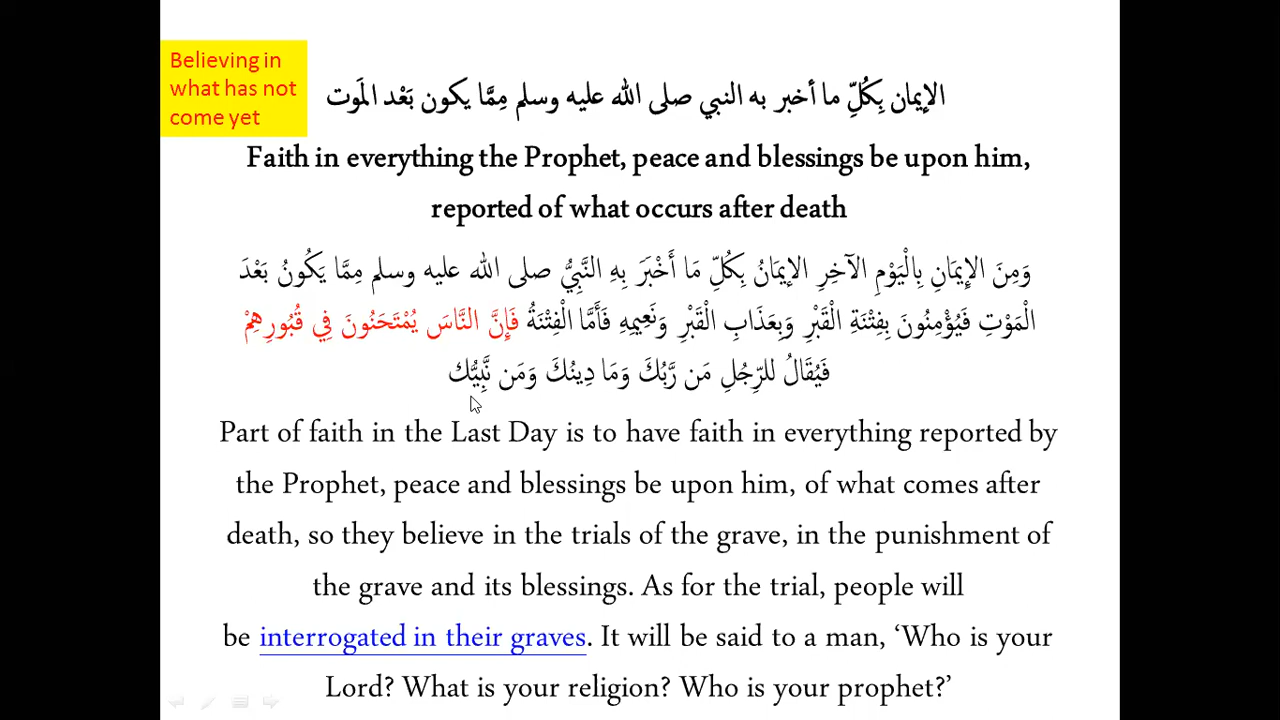 Believing in
what has not
come yet
الإيمان بِكُلِّ ما أخبر به النبي صلى الله عليه وسلم مِمَّا يكون بَعْد المَوت
Faith in everything the Prophet, peace and blessings be upon him,
reported of what occurs after death
وَمِنَ الإِيمَانِ بِالْيَوْمِ الآخِرِ الإيمَانُ بِكُلِّ مَا أَخْبَرَ بِهِ النَّبِيُّ صلى الله عليه وسلم مِمَّا يَكُونُ بَعْدَ
الْمَوْتِ فَيُؤْمِنُونَ بِفِتْنَةِ الْقَبْرِ وَبِعَذَابِ الْقَبْرِ وَنَعِيمِهِ فَأَمَّا الْفِتْنَةُ فَإِنَّ النَّاسَ يُمْتَحَنُونَ فِي قُبُورِهِمْ
فَيُقَالُ للرِّجُلِ مَن رَّبُّكَ وَمَا دِينُكَ وَمَن نَّبِيُّك
Part of faith in the Last Day is to have faith in everything reported by
the Prophet, peace and blessings be upon him, of what comes after
death, so they believe in the trials of the grave, in the punishment of
the grave and its blessings. As for the trial, people will
be interrogated in their graves. It will be said to a man, ‘Who is your
Lord? What is your religion? Who is your prophet?’